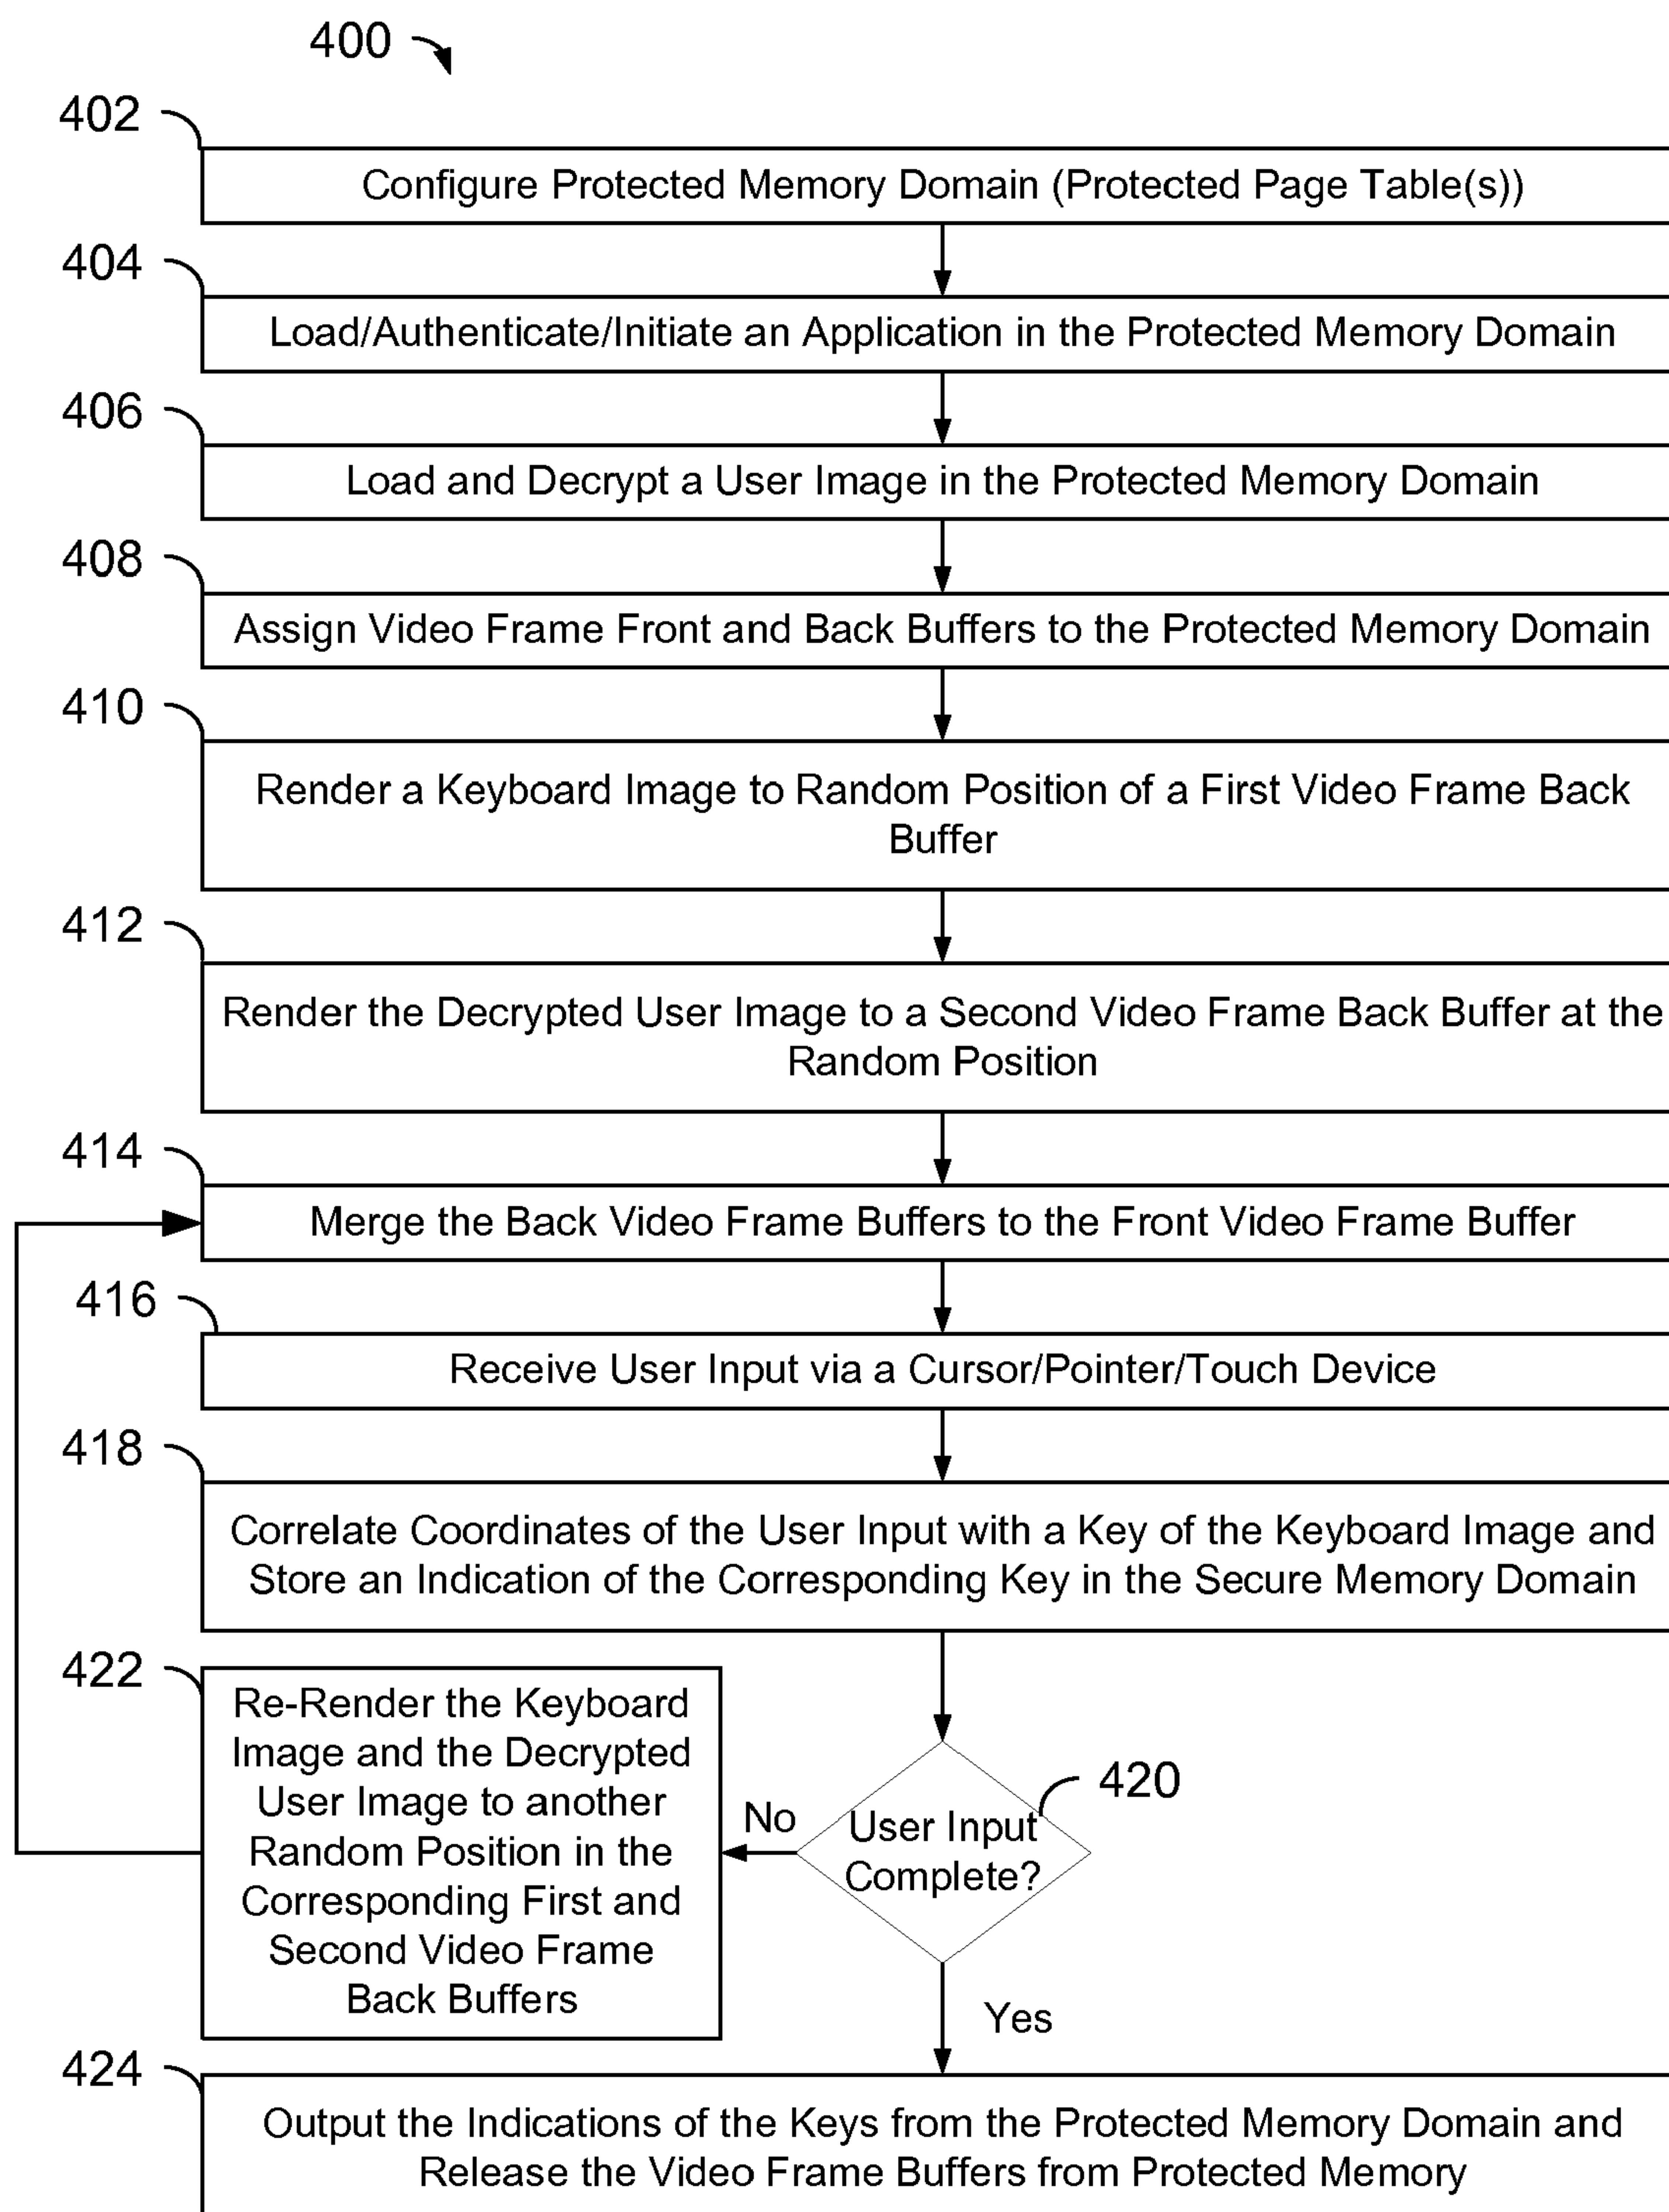 400
402
Configure Protected Memory Domain (Protected Page Table(s))
404
Load/Authenticate/Initiate an Application in the Protected Memory Domain
406
Load and Decrypt a User Image in the Protected Memory Domain
408
Assign Video Frame Front and Back Buffers to the Protected Memory Domain
410
Render a Keyboard Image to Random Position of a First Video Frame Back
Buffer
412
Render the Decrypted User Image to a Second Video Frame Back Buffer at the
Random Position
414
Merge the Back Video Frame Buffers to the Front Video Frame Buffer
416
Receive User Input via a Cursor/Pointer/Touch Device
418
Correlate Coordinates of the User Input with a Key of the Keyboard Image and
Store an Indication of the Corresponding Key in the Secure Memory Domain
422
Re-Render the Keyboard
Image and the Decrypted
User Image to another
Random Position in the
Corresponding First and
Second Video Frame
Back Buffers
No
420
User Input
Complete?
Yes
424
Output the Indications of the Keys from the Protected Memory Domain and
Release the Video Frame Buffers from Protected Memory